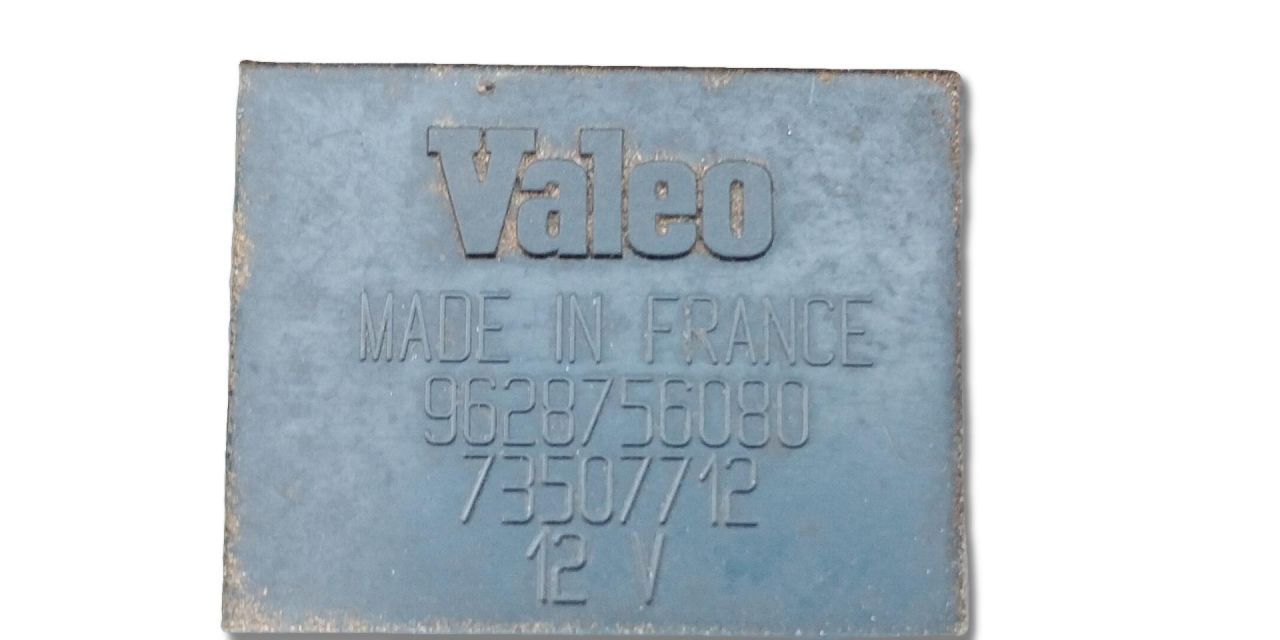 Valeo
MADE IN FRANCE
9628756080
73507712
12 V